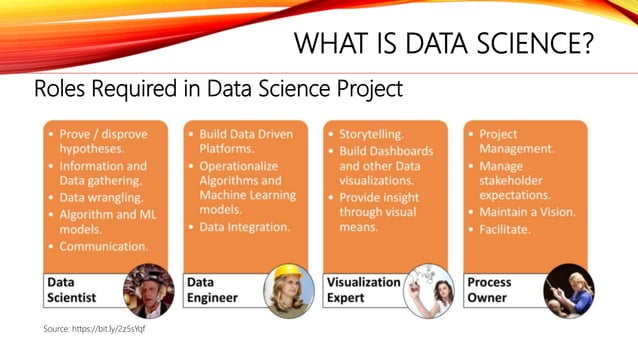 WHAT IS DATA SCIENCE?
Roles Required in Data Science Project
• Prove / disprove
hypotheses.
• Information and
Data gathering.
• Data wrangling.
• Algorithm and ML
models.
• Communication.
Data
Scientist
• Build Data Driven
Platforms.
• Operationalize
Algorithms and
Machine Learning
models.
• Data Integration.
Data
Engineer
• Storytelling.
• Build Dashboards
and other Data
visualizations.
• Provide insight
through visual
means.
Visualization
Expert
• Project
Management.
• Manage
stakeholder
expectations.
• Maintain a Vision.
• Facilitate.
Process
Owner
Source: https://bit.ly/2z5sYqf